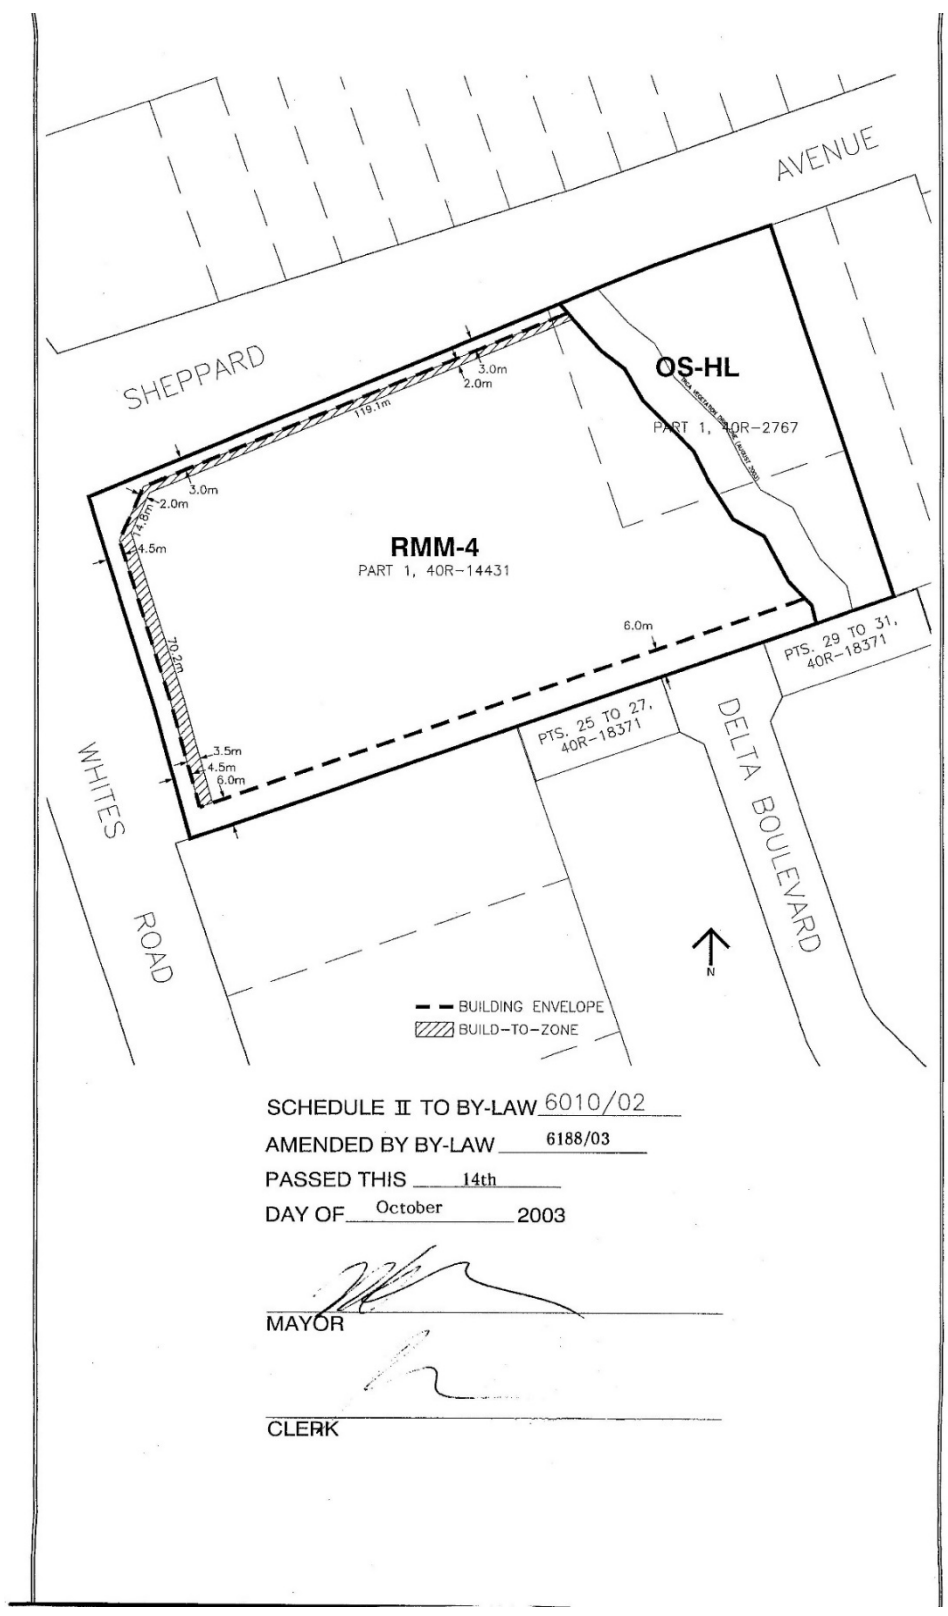 AVENUE
SHEPPARD
3.0m
2.0m
119.1m
OS-HL
PART 1, 40R-2767
3.0m
2.0m
14.8m
4.5m
RMM-4
PART 1, 40R-14431
70.2m
6.0m
PTS. 29 TO 31,
40R-18371
PTS. 25 TO 27,
40R-18371
3.5m
4.5m
6.0m
WHITES
ROAD
DELTA BOULEVARD
N
BUILDING ENVELOPE
BUILD-TO-ZONE
SCHEDULE II TO BY-LAW 6010/02
AMENDED BY BY-LAW 6188/03
PASSED THIS 14th
DAY OF October 2003
MAYOR
CLERK